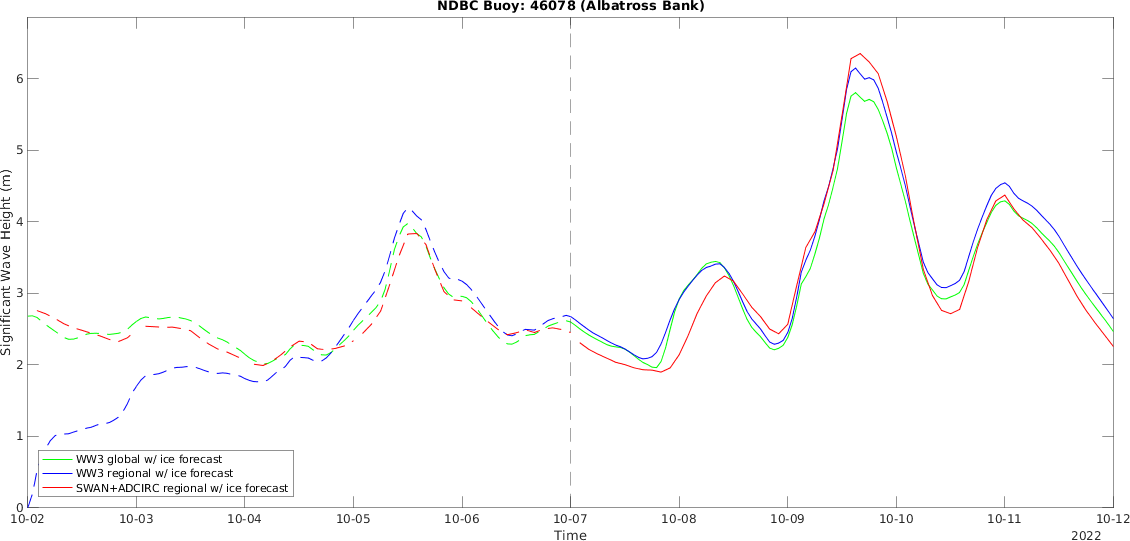 NDBC Buoy: 46078 (Albatross Bank)
Significant Wave Height (m)
6
5
4
3
2
1
0
WW3 global w/ ice forecast
WW3 regional w/ ice forecast
SWAN+ADCIRC regional w/ ice forecast
10-02 10-03 10-04 10-05 10-06 10-07 10-08 10-09 10-10 10-11 10-12
Time
2022